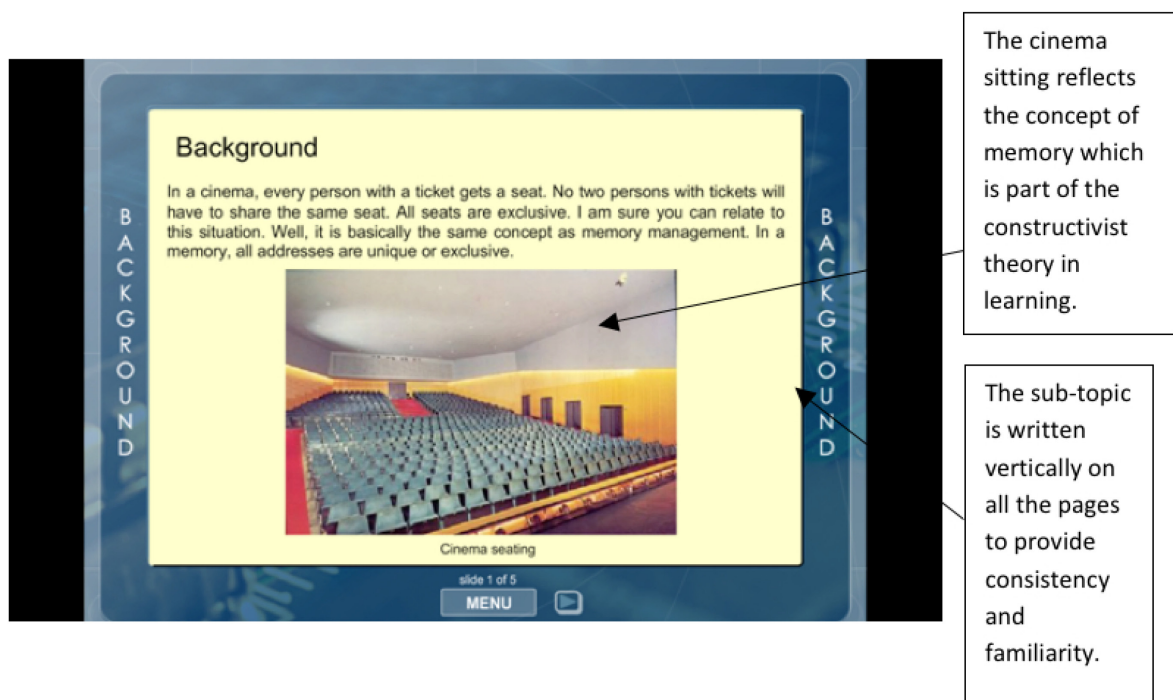 Background
In a cinema, every person with a ticket gets a seat. No two persons with tickets will
have to share the same seat. All seats are exclusive. I am sure you can relate to
this situation. Well, it is basically the same concept as memory management. In a
memory, all addresses are unique or exclusive.
BACKGROUND
BACKGROUND
Cinema seating
slide 1 of 5
MENU
The cinema
sitting reflects
the concept of
memory which
is part of the
constructivist
theory in
learning.
The sub-topic
is written
vertically on
all the pages
to provide
consistency
and
familiarity.